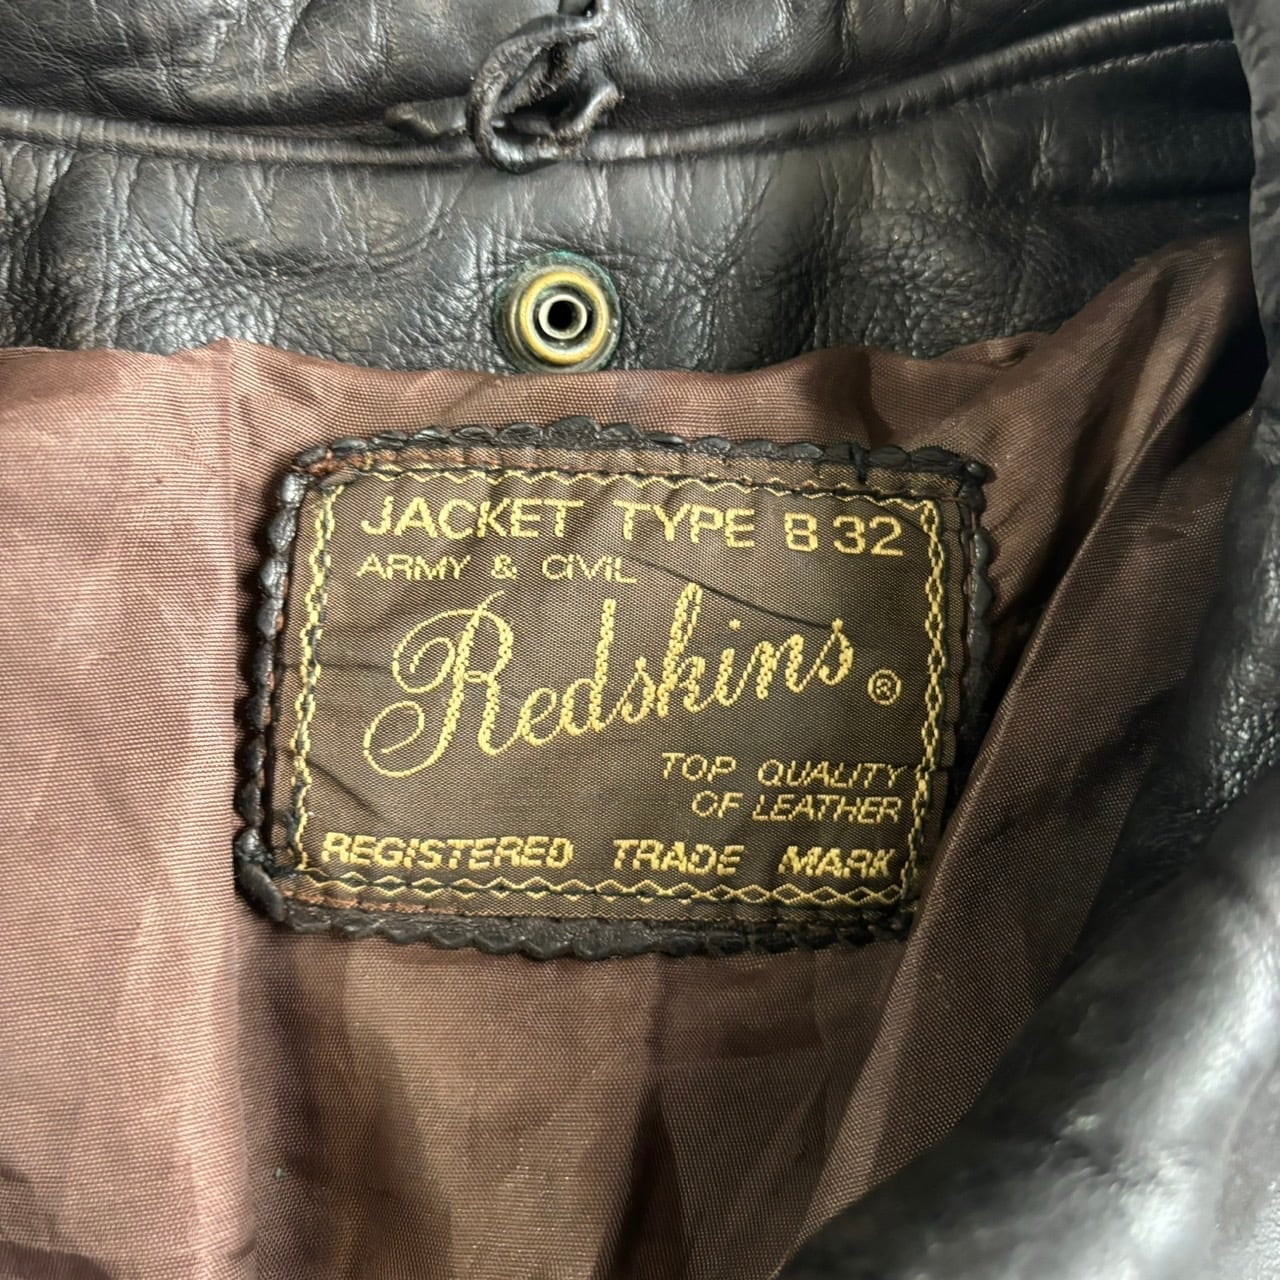 JACKET TYPE B 32
ARMY & CIVIL
Redskins ®
TOP QUALITY
OF LEATHER
REGISTERED TRADE MARK